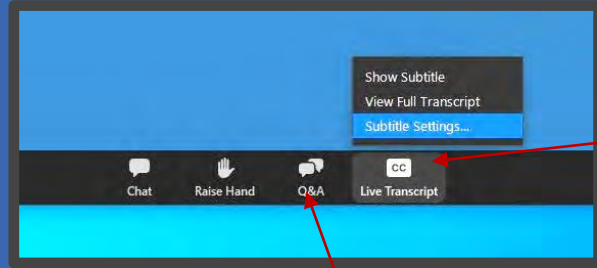 Show Subtitle
View Full Transcript
Subtitle Settings...
CC
Chat
Raise Hand
Q&A
Live Transcript